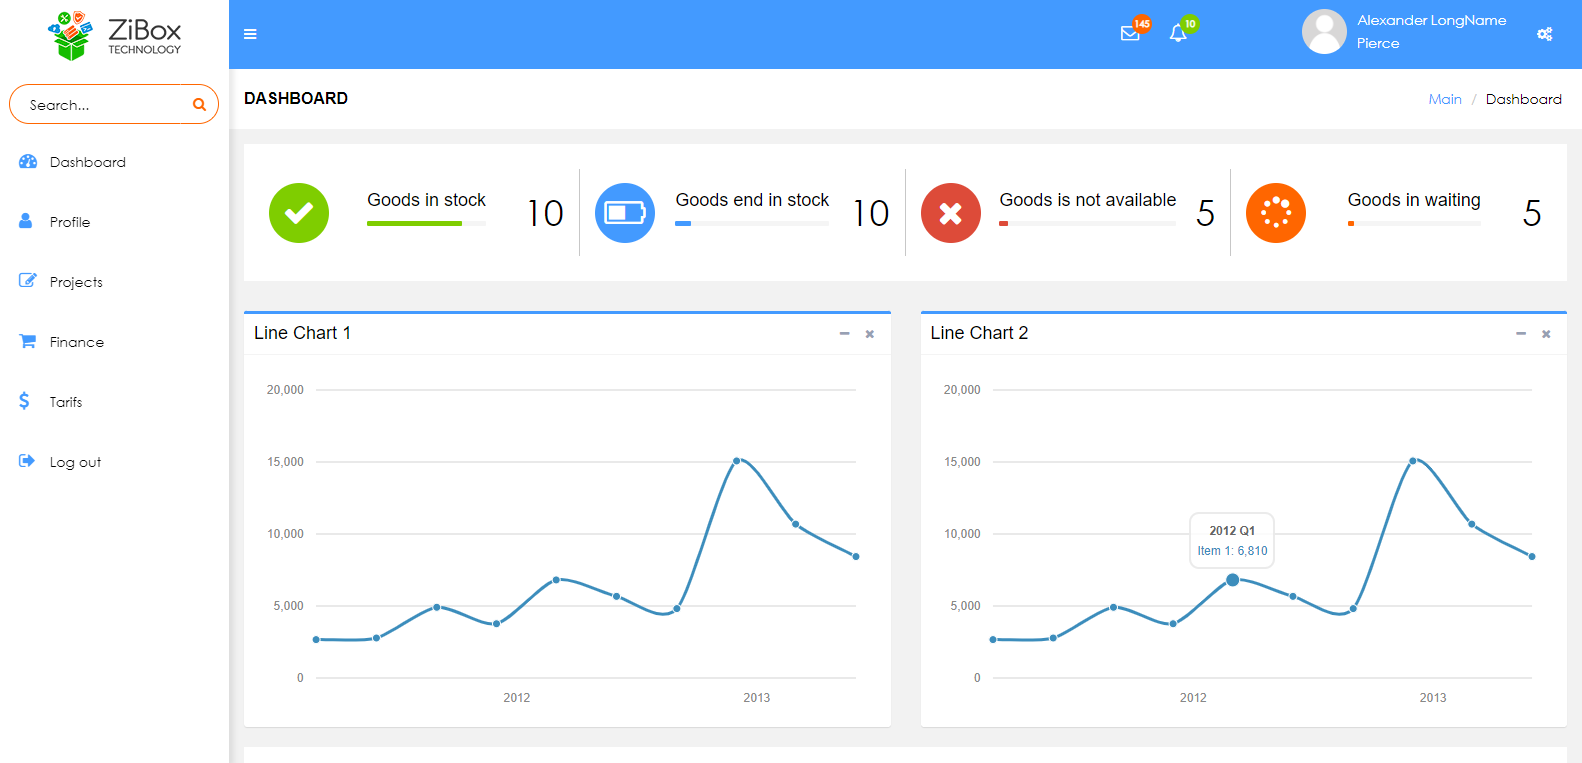 ZiBox
TECHNOLOGY
145
10
Alexander LongName
Pierce
Search...
Dashboard
Profile
Projects
Finance
Tarifs
Log out
DASHBOARD
Main / Dashboard
Goods in stock 10
Goods end in stock 10
Goods is not available 5
Goods in waiting 5
Line Chart 1
20,000
15,000
10,000
5,000
0
2012 2013
Line Chart 2
20,000
15,000
10,000
5,000
0
2012 Q1
Item 1: 6,810
2012 2013